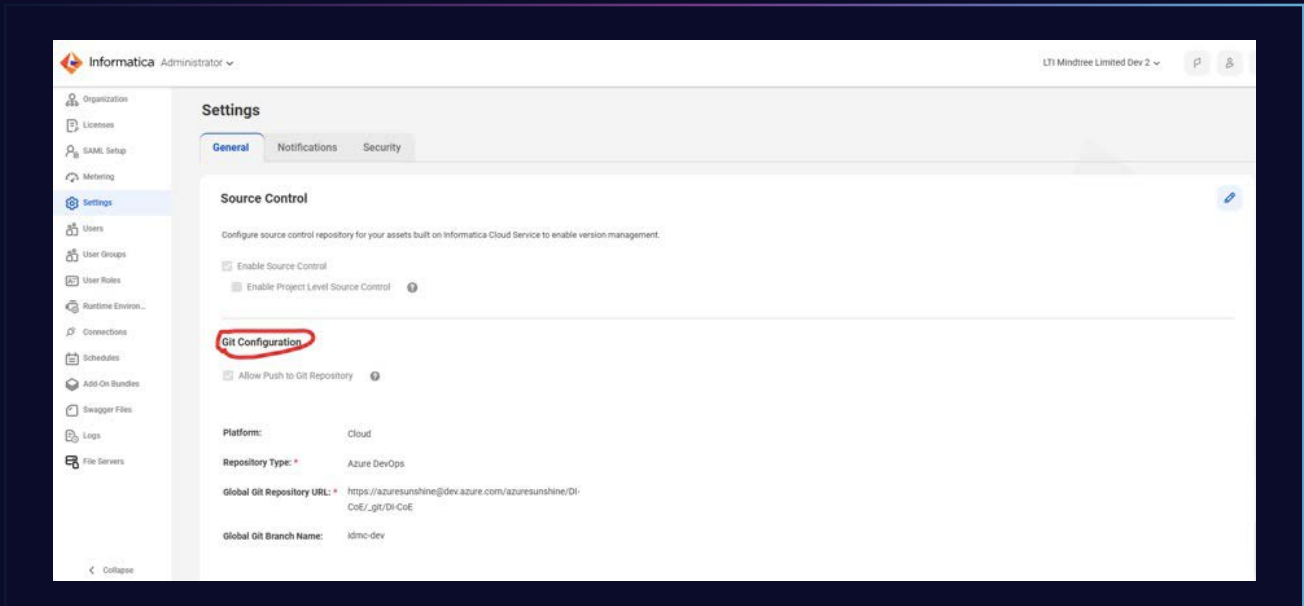 Informatica Administrator
LTI Mindtree Limited Dev 2
Organization
Licenses
SAML Setup
Metering
Settings
Users
User Groups
User Roles
Runtime Environ...
Connections
Schedules
Add-On Bundles
Swagger Files
Logs
File Servers
Collapse
Settings
General Notifications Security
Source Control
Configure source control repository for your assets built on Informatica Cloud Service to enable version management.
Enable Source Control
Enable Project Level Source Control ?
Git Configuration
Allow Push to Git Repository ?
Platform: Cloud
Repository Type: * Azure DevOps
Global Git Repository URL: * https://azuresunshine@dev.azure.com/azuresunshine/DI-
CoE/_git/DI-CoE
Global Git Branch Name: idmc-dev